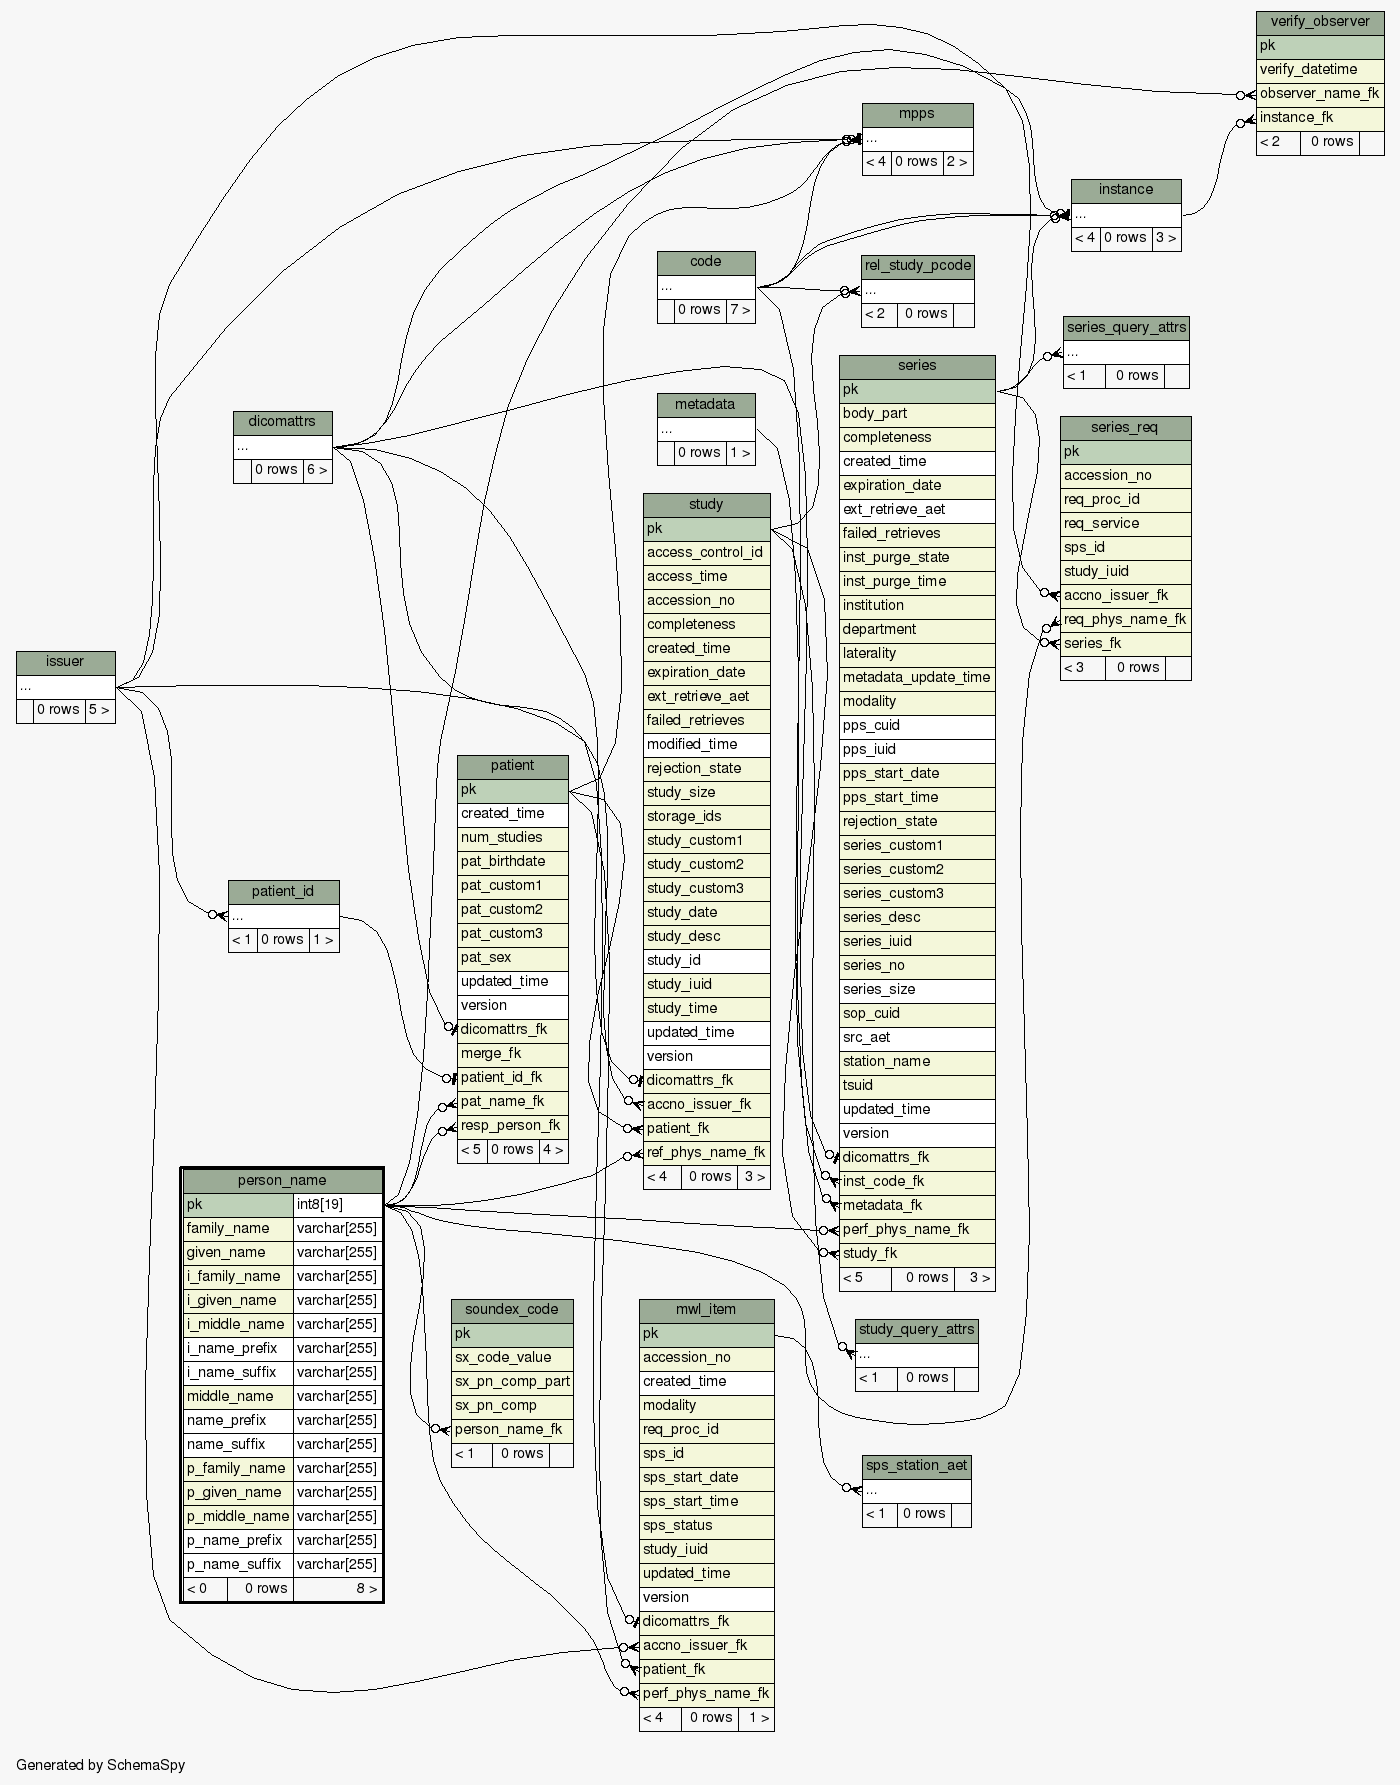 verify_observer
pk
verify_datetime
observer_name_fk
instance_fk
< 2 0 rows
mpps
...
< 4 0 rows 2 >
instance
...
< 4 0 rows 3 >
code
...
0 rows 7 >
rel_study_pcode
...
< 2 0 rows
series_query_attrs
...
< 1 0 rows
series
pk
body_part
completeness
created_time
expiration_date
ext_retrieve_aet
failed_retrieves
inst_purge_state
inst_purge_time
institution
department
laterality
metadata_update_time
modality
pps_cuid
pps_iuid
pps_start_date
pps_start_time
rejection_state
series_custom1
series_custom2
series_custom3
series_desc
series_iuid
series_no
series_size
sop_cuid
src_aet
station_name
tsuid
updated_time
version
dicomattrs_fk
inst_code_fk
metadata_fk
perf_phys_name_fk
study_fk
< 5 0 rows 3 >
metadata
...
0 rows 1 >
dicomattrs
...
0 rows 6 >
series_req
pk
accession_no
req_proc_id
req_service
sps_id
study_iuid
accno_issuer_fk
req_phys_name_fk
series_fk
< 3 0 rows
study
pk
access_control_id
access_time
accession_no
completeness
created_time
expiration_date
ext_retrieve_aet
failed_retrieves
modified_time
rejection_state
study_size
storage_ids
study_custom1
study_custom2
study_custom3
study_date
study_desc
study_id
study_iuid
study_time
updated_time
version
dicomattrs_fk
accno_issuer_fk
patient_fk
ref_phys_name_fk
< 4 0 rows 3 >
issuer
...
0 rows 5 >
patient
pk
created_time
num_studies
pat_birthdate
pat_custom1
pat_custom2
pat_custom3
pat_sex
updated_time
version
dicomattrs_fk
merge_fk
patient_id_fk
pat_name_fk
resp_person_fk
< 5 0 rows 4 >
patient_id
...
< 1 0 rows 1 >
person_name
pk int8[19]
family_name varchar[255]
given_name varchar[255]
i_family_name varchar[255]
i_given_name varchar[255]
i_middle_name varchar[255]
i_name_prefix varchar[255]
i_name_suffix varchar[255]
middle_name varchar[255]
name_prefix varchar[255]
name_suffix varchar[255]
p_family_name varchar[255]
p_given_name varchar[255]
p_middle_name varchar[255]
p_name_prefix varchar[255]
p_name_suffix varchar[255]
< 0 0 rows 8 >
soundex_code
pk
sx_code_value
sx_pn_comp_part
sx_pn_comp
person_name_fk
< 1 0 rows
mwl_item
pk
accession_no
created_time
modality
req_proc_id
sps_id
sps_start_date
sps_start_time
sps_status
study_iuid
updated_time
version
dicomattrs_fk
accno_issuer_fk
patient_fk
perf_phys_name_fk
< 4 0 rows 1 >
study_query_attrs
...
< 1 0 rows
sps_station_aet
...
< 1 0 rows
Generated by SchemaSpy